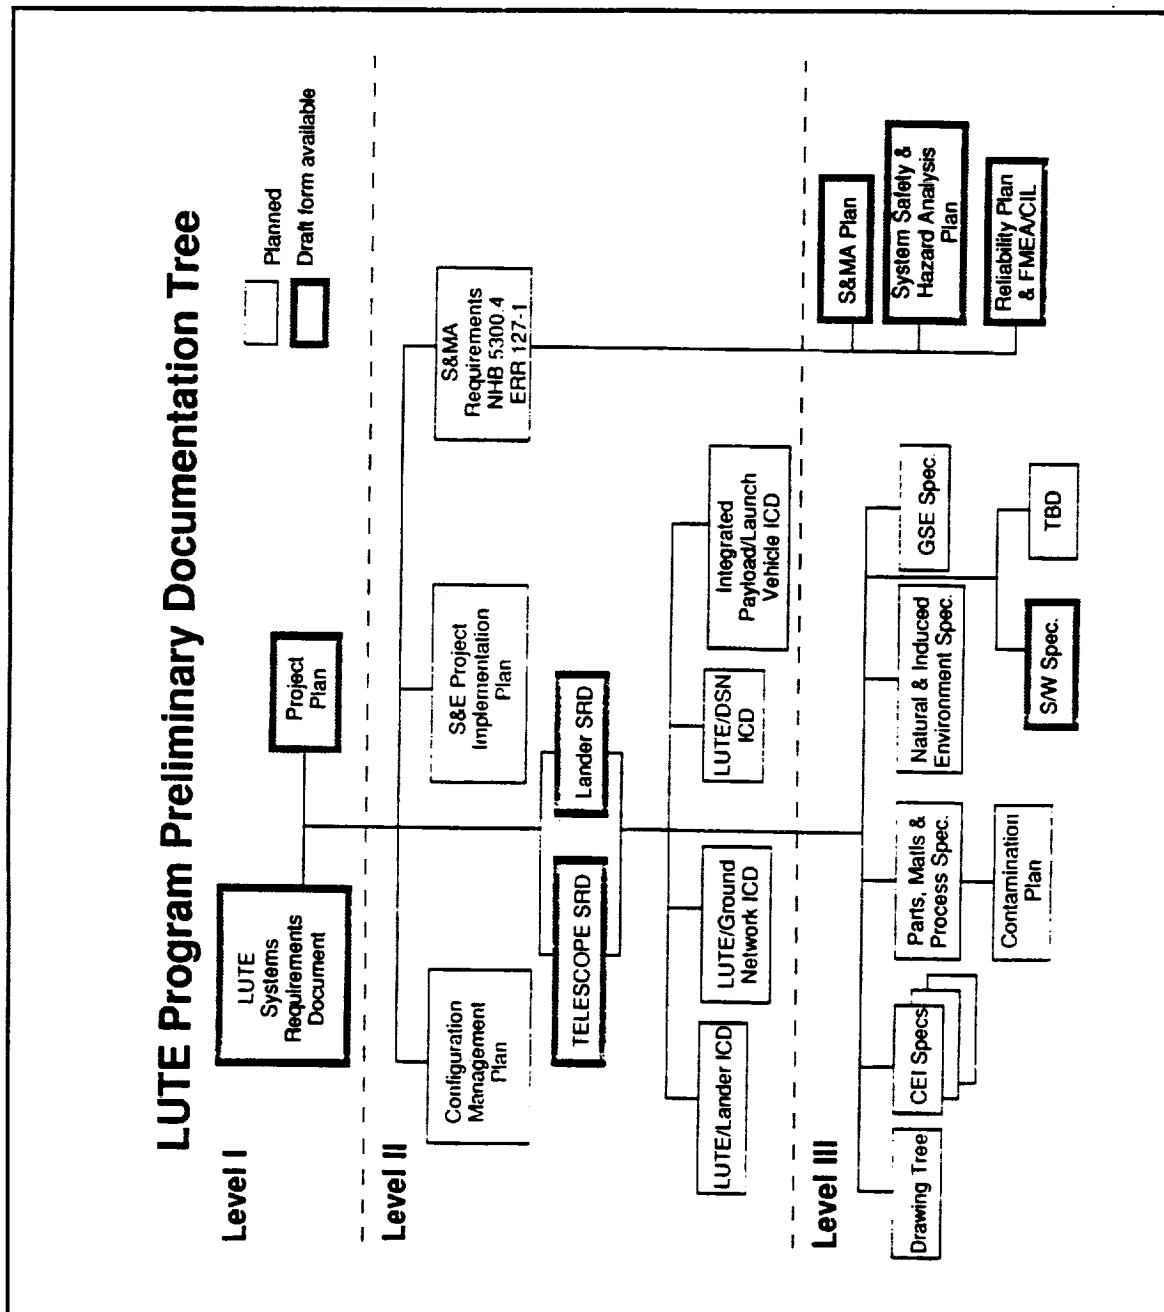 LUTE Program Preliminary Documentation Tree
Planned
Draft form available
Level I
LUTE
Systems
Requirements
Document
Project
Plan
Level II
Configuration
Management
Plan
S&E Project
Implementation
Plan
S&MA
Requirements
NHB 5300.4
ERR 127-1
TELESCOPE SRD
Lander SRD
LUTE/Lander ICD
LUTE/Ground
Network ICD
LUTE/DSN
ICD
Integrated
Payload/Launch
Vehicle ICD
Level III
Drawing Tree
CEI Specs
Parts, Matls &
Process Spec.
Contamination
Plan
Natural & Induced
Environment Spec.
GSE Spec.
S/W Spec.
TBD
S&MA Plan
System Safety &
Hazard Analysis
Plan
Reliability Plan
& FMEA/CIL